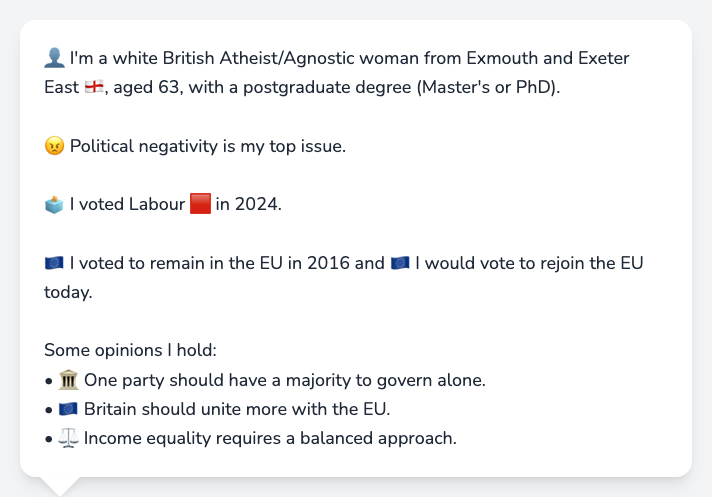 👤 I'm a white British Atheist/Agnostic woman from Exmouth and Exeter
East 🏴󠁧󠁢󠁥󠁮󠁧󠁿, aged 63, with a postgraduate degree (Master's or PhD).
😠 Political negativity is my top issue.
🗳️ I voted Labour 🟥 in 2024.
🇪🇺 I voted to remain in the EU in 2016 and 🇪🇺 I would vote to rejoin the EU
today.
Some opinions I hold:
• 🏛️ One party should have a majority to govern alone.
• 🇪🇺 Britain should unite more with the EU.
• ⚖️ Income equality requires a balanced approach.